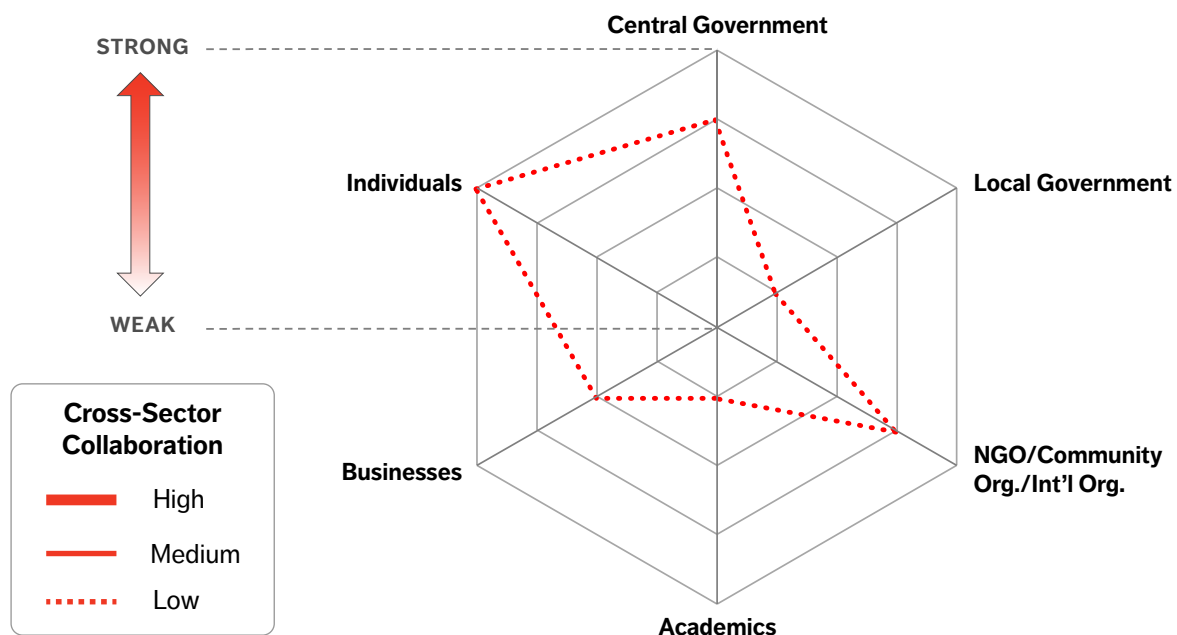 Central Government
STRONG
Individuals
Local Government
WEAK
Cross-Sector
Collaboration
High
Medium
Low
Businesses
NGO/Community
Org./Int'l Org.
Academics